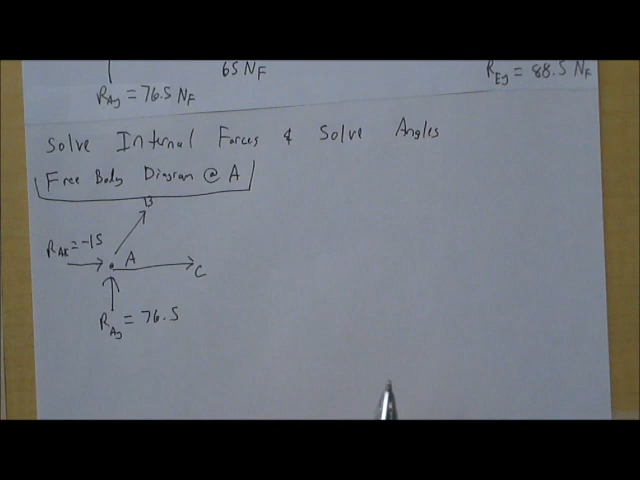 65 N_F
R_Ey = 88.5 N_F
R_Ay = 76.5 N_F
Solve Internal Forces & Solve Angles
Free Body Diagram @ A
B
R_Ax = -15
A
C
R_Ay = 76.5